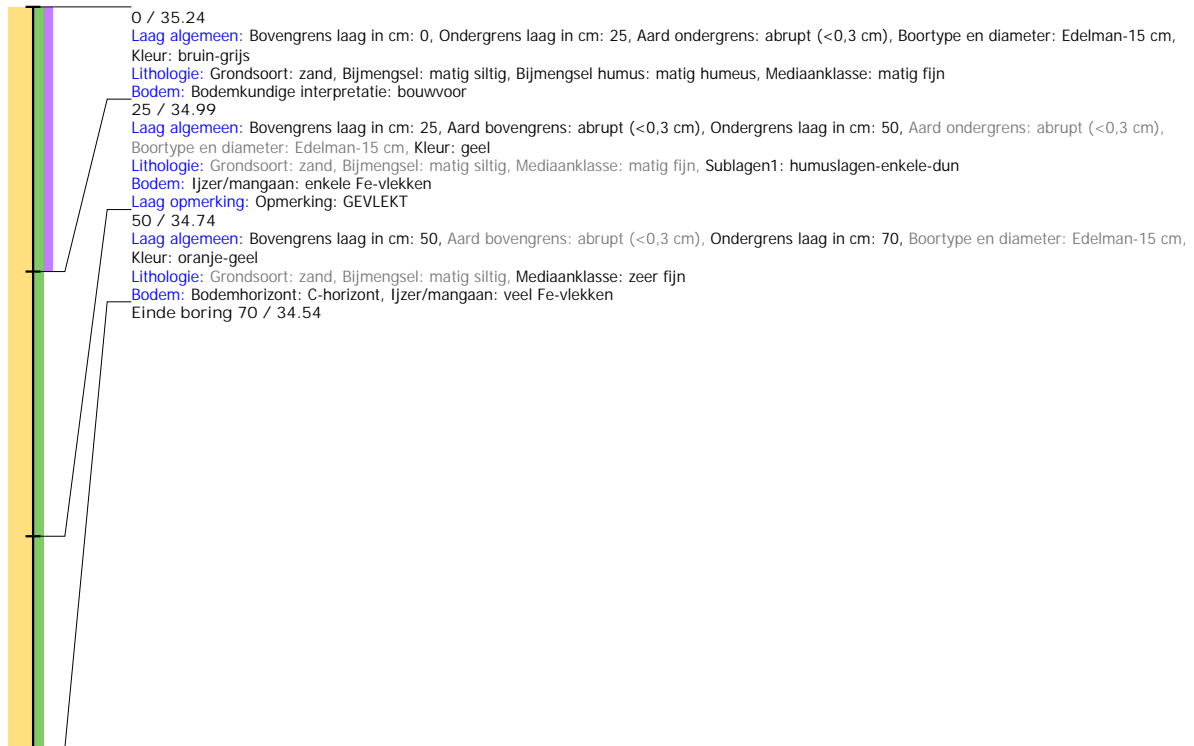 0 / 35.24
Laag algemeen: Bovengrens laag in cm: 0, Ondergrens laag in cm: 25, Aard ondergrens: abrupt (<0,3 cm), Boortype en diameter: Edelman-15 cm,
Kleur: bruin-grijs
Lithologie: Grondsoort: zand, Bijmengsel: matig siltig, Bijmengsel humus: matig humeus, Mediaanklasse: matig fijn
Bodem: Bodemkundige interpretatie: bouwvoor
25 / 34.99
Laag algemeen: Bovengrens laag in cm: 25, Aard bovengrens: abrupt (<0,3 cm), Ondergrens laag in cm: 50, Aard ondergrens: abrupt (<0,3 cm),
Boortype en diameter: Edelman-15 cm, Kleur: geel
Lithologie: Grondsoort: zand, Bijmengsel: matig siltig, Mediaanklasse: matig fijn, Sublagen1: humuslagen-enkele-dun
Bodem: Ijzer/mangaan: enkele Fe-vlekken
Laag opmerking: Opmerking: GEVLEKT
50 / 34.74
Laag algemeen: Bovengrens laag in cm: 50, Aard bovengrens: abrupt (<0,3 cm), Ondergrens laag in cm: 70, Boortype en diameter: Edelman-15 cm,
Kleur: oranje-geel
Lithologie: Grondsoort: zand, Bijmengsel: matig siltig, Mediaanklasse: zeer fijn
Bodem: Bodemhorizont: C-horizont, Ijzer/mangaan: veel Fe-vlekken
Einde boring 70 / 34.54